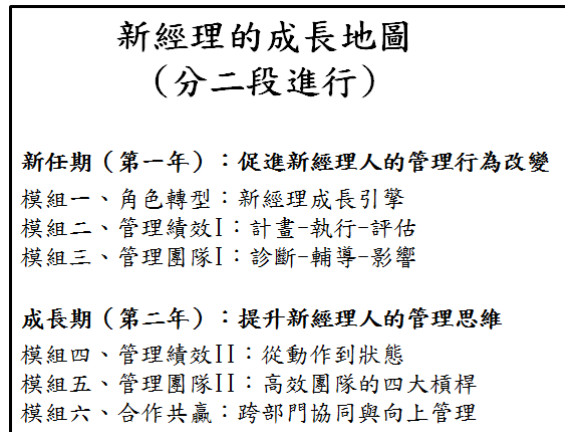 新經理的成長地圖
（分二段進行）
新任期（第一年）：促進新經理人的管理行為改變
模組一、角色轉型：新經理成長引擎
模組二、管理績效I：計畫-執行-評估
模組三、管理團隊I：診斷-輔導-影響
成長期（第二年）：提升新經理人的管理思維
模組四、管理績效II：從動作到狀態
模組五、管理團隊II：高效團隊的四大槓桿
模組六、合作共贏：跨部門協同與向上管理